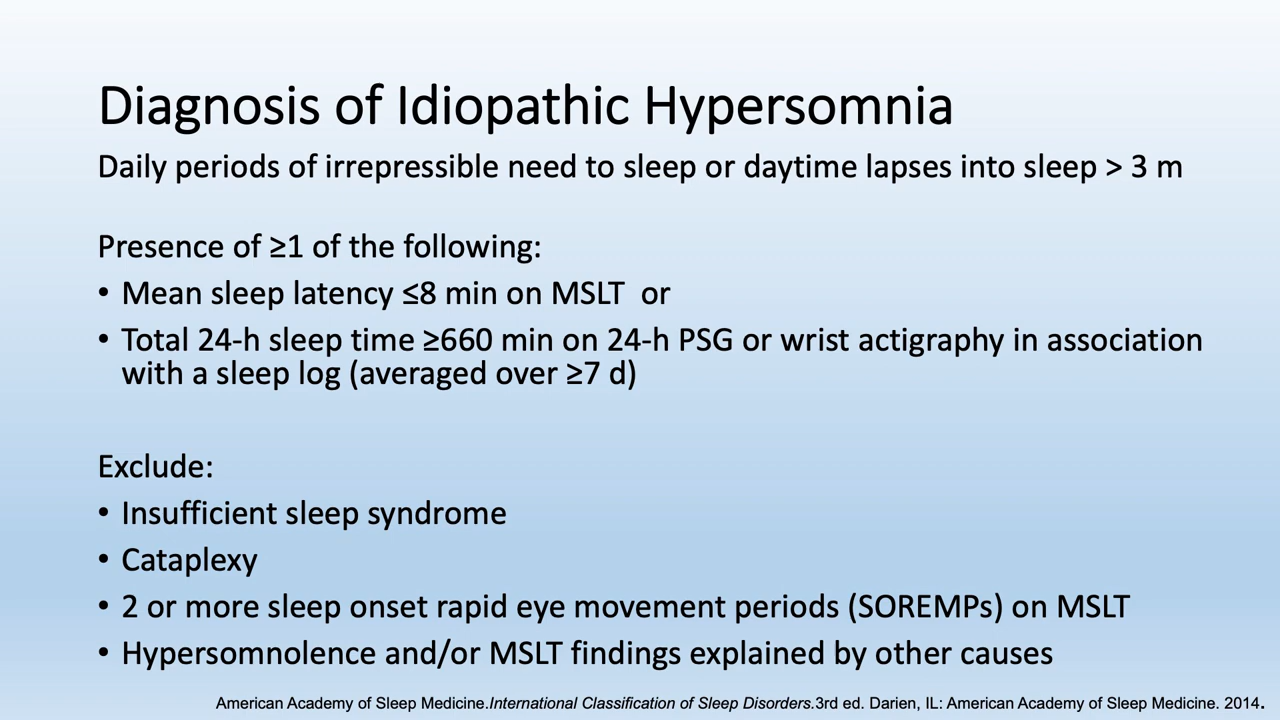 Diagnosis of Idiopathic Hypersomnia
Daily periods of irrepressible need to sleep or daytime lapses into sleep > 3 m
Presence of ≥1 of the following:
• Mean sleep latency ≤8 min on MSLT or
• Total 24-h sleep time ≥660 min on 24-h PSG or wrist actigraphy in association
with a sleep log (averaged over ≥7 d)
Exclude:
• Insufficient sleep syndrome
• Cataplexy
• 2 or more sleep onset rapid eye movement periods (SOREMPs) on MSLT
• Hypersomnolence and/or MSLT findings explained by other causes
American Academy of Sleep Medicine.International Classification of Sleep Disorders.3rd ed. Darien, IL: American Academy of Sleep Medicine. 2014.